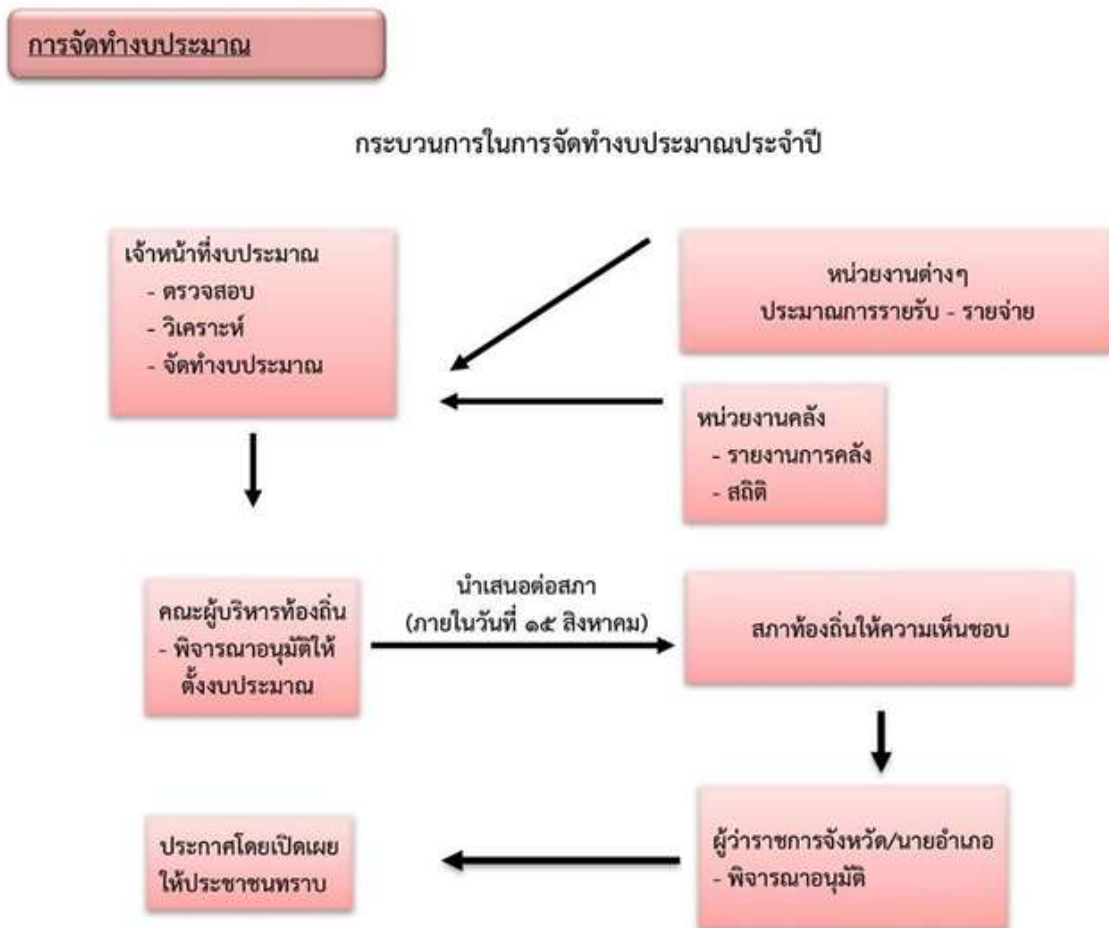 การจัดทำงบประมาณ
กระบวนการในการจัดทำงบประมาณประจำปี
เจ้าหน้าที่งบประมาณ
- ตรวจสอบ
- วิเคราะห์
- จัดทำงบประมาณ
หน่วยงานต่างๆ
ประมาณการรายรับ - รายจ่าย
หน่วยงานคลัง
- รายงานการคลัง
- สถิติ
คณะผู้บริหารท้องถิ่น
- พิจารณาอนุมัติให้
ตั้งงบประมาณ
นำเสนอต่อสภา
(ภายในวันที่ ๑๕ สิงหาคม)
สภาท้องถิ่นให้ความเห็นชอบ
ผู้ว่าราชการจังหวัด/นายอำเภอ
- พิจารณาอนุมัติ
ประกาศโดยเปิดเผย
ให้ประชาชนทราบ